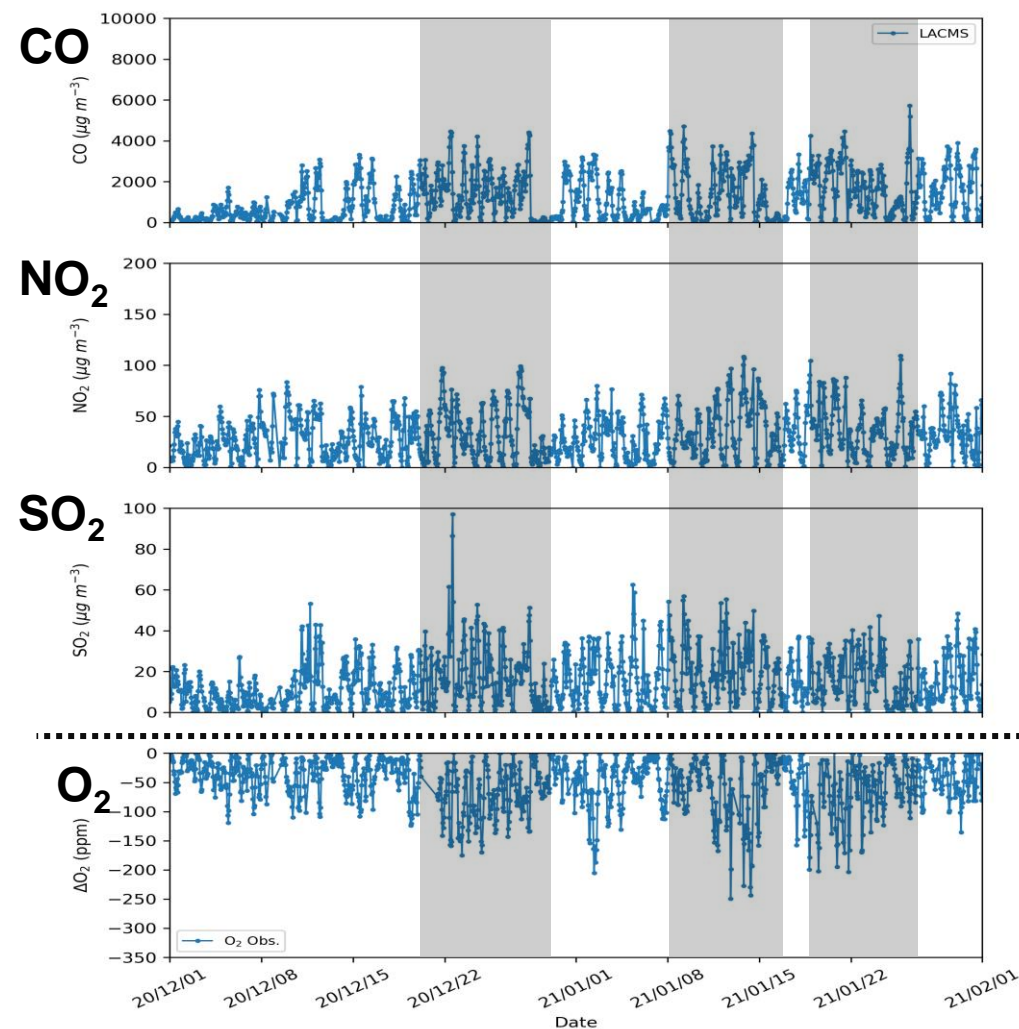 CO
CO (μg m⁻³)
10000
8000
6000
4000
2000
0
LACMS
NO₂
NO₂ (μg m⁻³)
200
150
100
50
0
SO₂
SO₂ (μg m⁻³)
100
80
60
40
20
0
O₂
ΔO₂ (ppm)
0
−50
−100
−150
−200
−250
−300
−350
O₂ Obs.
20/12/01 20/12/08 20/12/15 20/12/22 21/01/01 21/01/08 21/01/15 21/01/22 21/02/01
Date